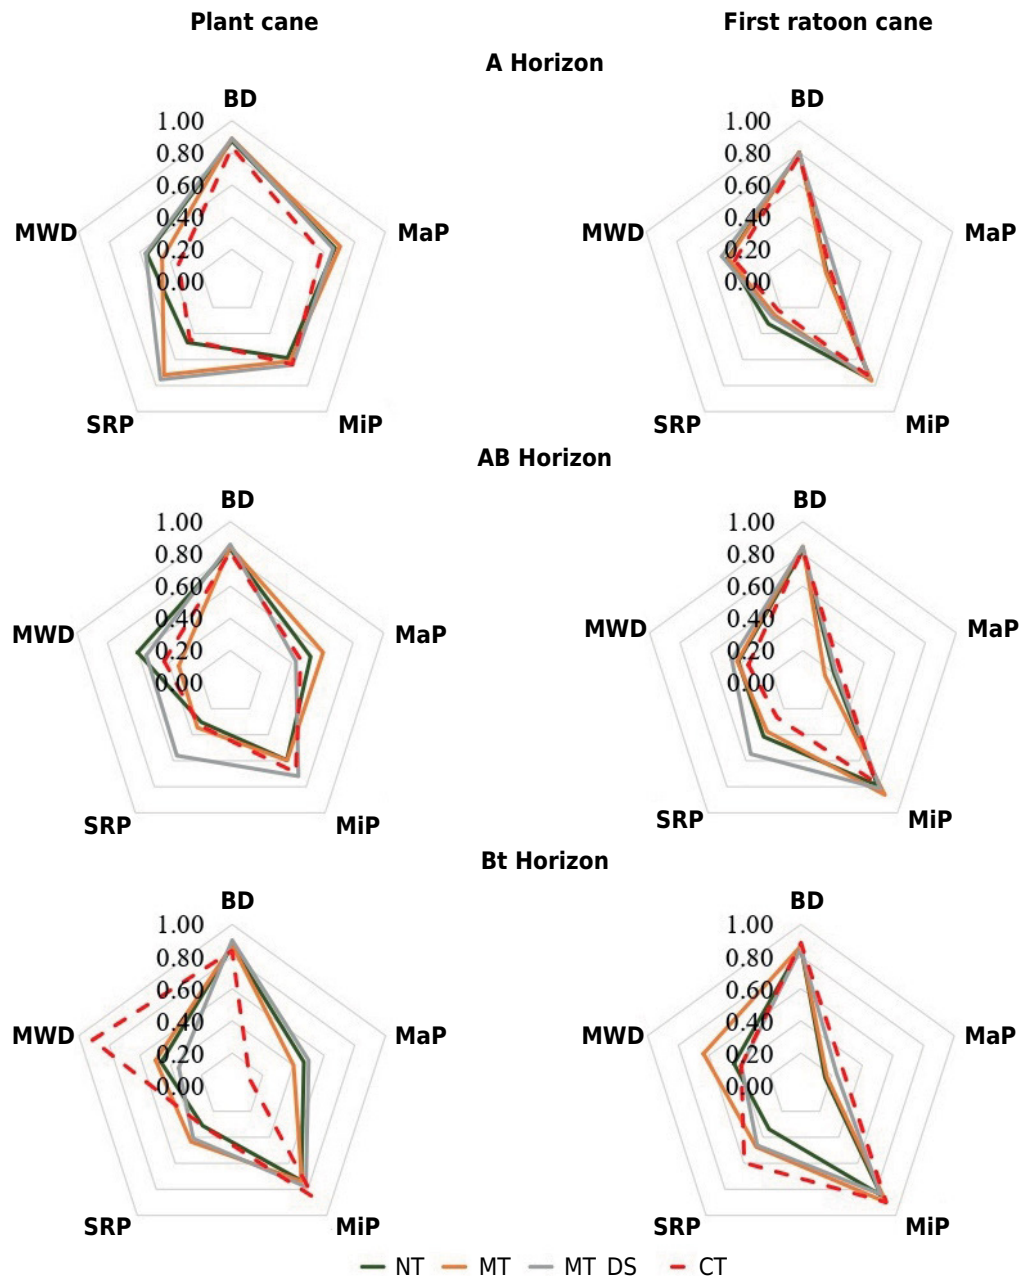 Plant cane First ratoon cane
A Horizon
BD BD
1.00 1.00
0.80 0.80
0.60 0.60
0.40 0.40
MWD MaP MWD MaP
0.20 0.20
0.00 0.00
SRP MiP SRP MiP
AB Horizon
BD BD
1.00 1.00
0.80 0.80
0.60 0.60
0.40 0.40
MWD MaP MWD MaP
0.20 0.20
0.00 0.00
SRP MiP SRP MiP
Bt Horizon
BD BD
1.00 1.00
0.80 0.80
0.60 0.60
0.40 0.40
MWD MaP MWD MaP
0.20 0.20
0.00 0.00
SRP MiP SRP MiP
NT MT MT DS CT